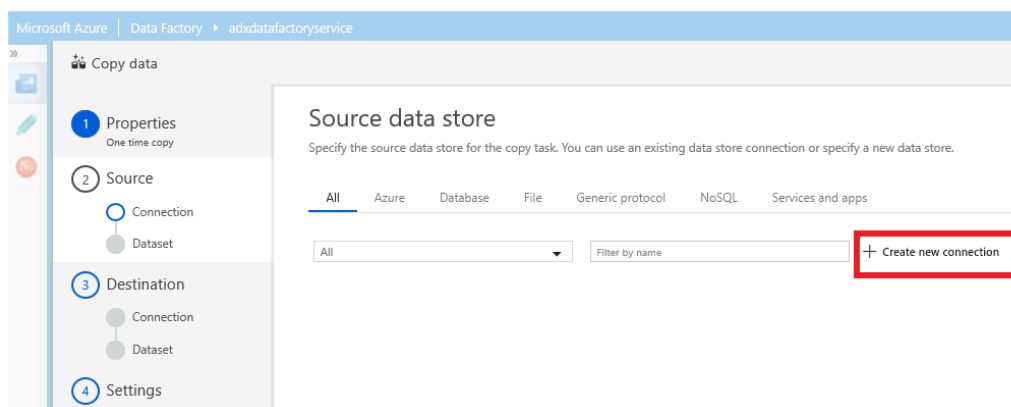 Microsoft Azure | Data Factory ▸ adxdatafactoryservice
»
Copy data
1 Properties
One time copy
2 Source
Connection
Dataset
3 Destination
Connection
Dataset
4 Settings
Source data store
Specify the source data store for the copy task. You can use an existing data store connection or specify a new data store.
All Azure Database File Generic protocol NoSQL Services and apps
All Filter by name + Create new connection